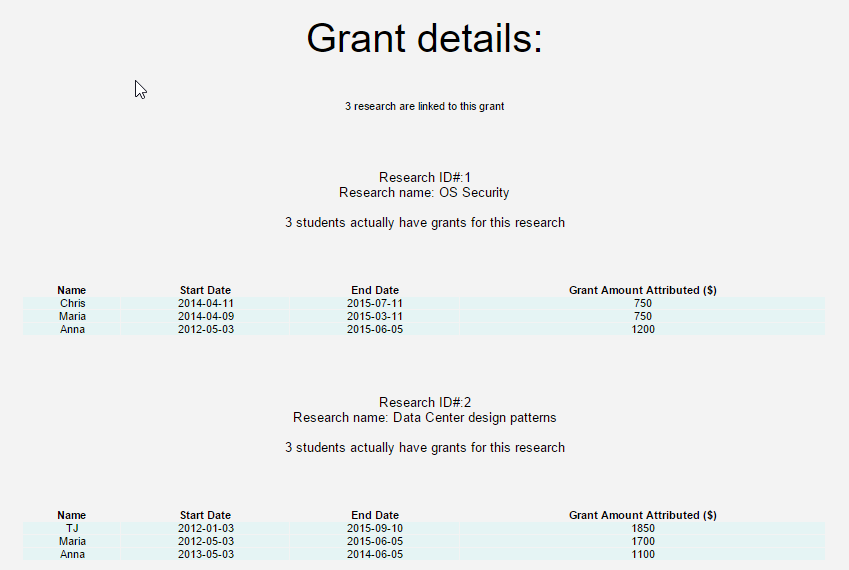 Grant details:
3 research are linked to this grant
Research ID#:1
Research name: OS Security
3 students actually have grants for this research
Name Start Date End Date Grant Amount Attributed ($)
Chris 2014-04-11 2015-07-11 750
Maria 2014-04-09 2015-03-11 750
Anna 2012-05-03 2015-06-05 1200
Research ID#:2
Research name: Data Center design patterns
3 students actually have grants for this research
Name Start Date End Date Grant Amount Attributed ($)
TJ 2012-01-03 2015-09-10 1850
Maria 2012-05-03 2015-06-05 1700
Anna 2013-05-03 2014-06-05 1100